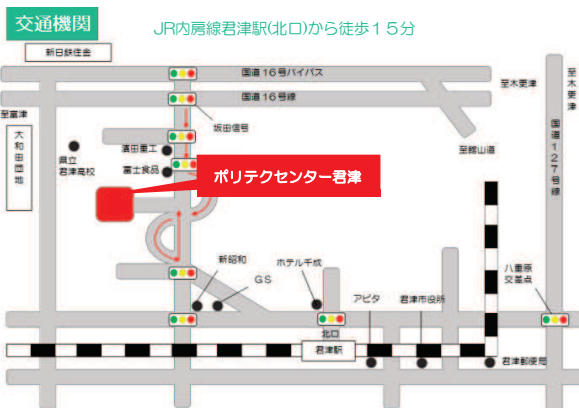 交通機関
JR内房線君津駅(北口)から徒歩15分
新日鉄住金
国道16号バイパス
至木更津
至木更津
国道16号線
至富津
坂田信号
国道127号線
大和田団地
濱田重工
至館山道
県立
君津高校
富士食品
ポリテクセンター君津
新昭和
ホテル千成
八重原
交差点
GS
アピタ
君津市役所
北口
君津駅
君津郵便局